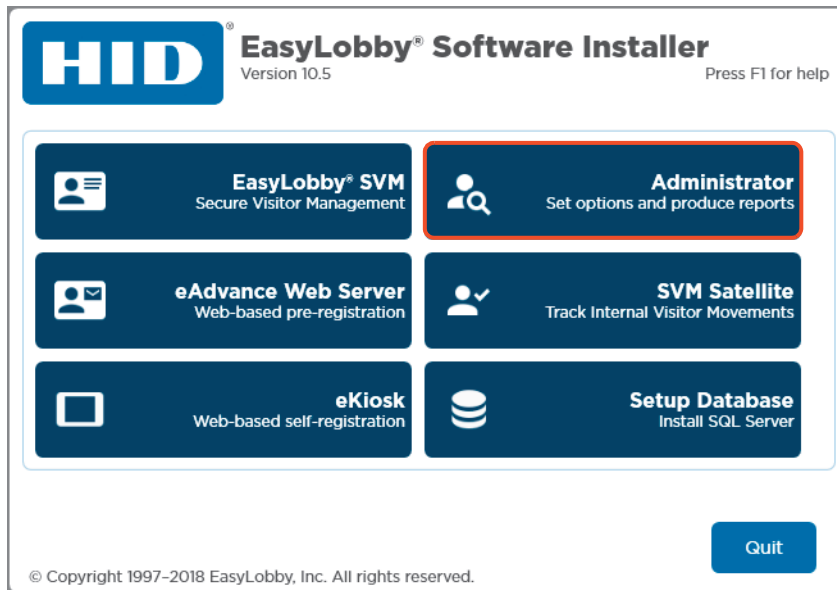 HID®
EasyLobby® Software Installer
Version 10.5
Press F1 for help
EasyLobby® SVM
Secure Visitor Management
Administrator
Set options and produce reports
eAdvance Web Server
Web-based pre-registration
SVM Satellite
Track Internal Visitor Movements
eKiosk
Web-based self-registration
Setup Database
Install SQL Server
Quit
© Copyright 1997-2018 EasyLobby, Inc. All rights reserved.